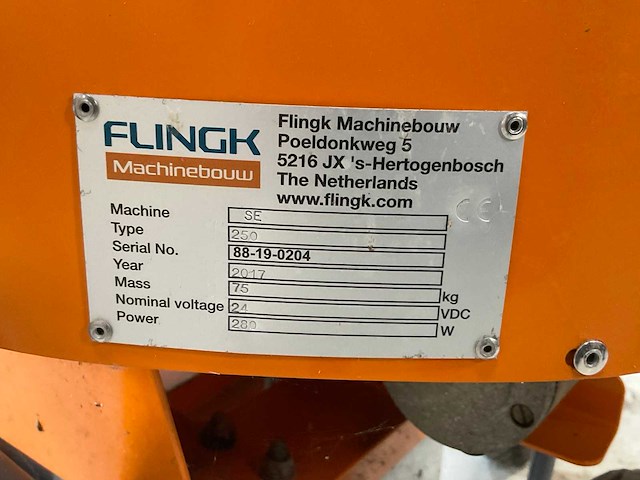 FLINGK
Machinebouw
Flingk Machinebouw
Poeldonkweg 5
5216 JX 's-Hertogenbosch
The Netherlands
www.flingk.com
CE
Machine SE
Type 250
Serial No. 88-19-0204
Year 2017
Mass 75 kg
Nominal voltage 24 VDC
Power 280 W